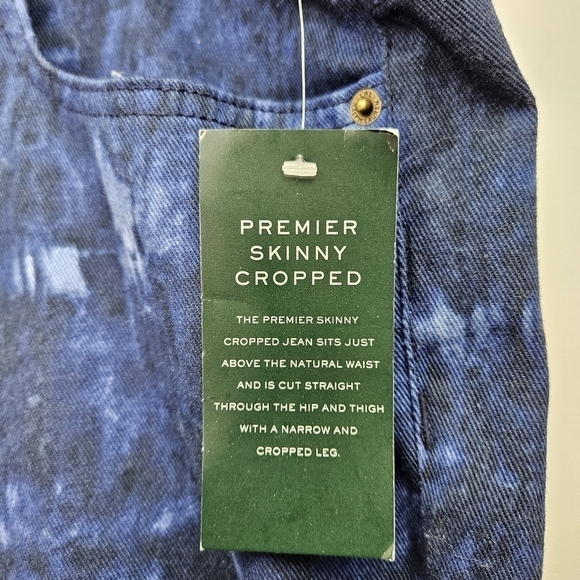 PREMIER
SKINNY
CROPPED
THE PREMIER SKINNY
CROPPED JEAN SITS JUST
ABOVE THE NATURAL WAIST
AND IS CUT STRAIGHT
THROUGH THE HIP AND THIGH
WITH A NARROW AND
CROPPED LEG.